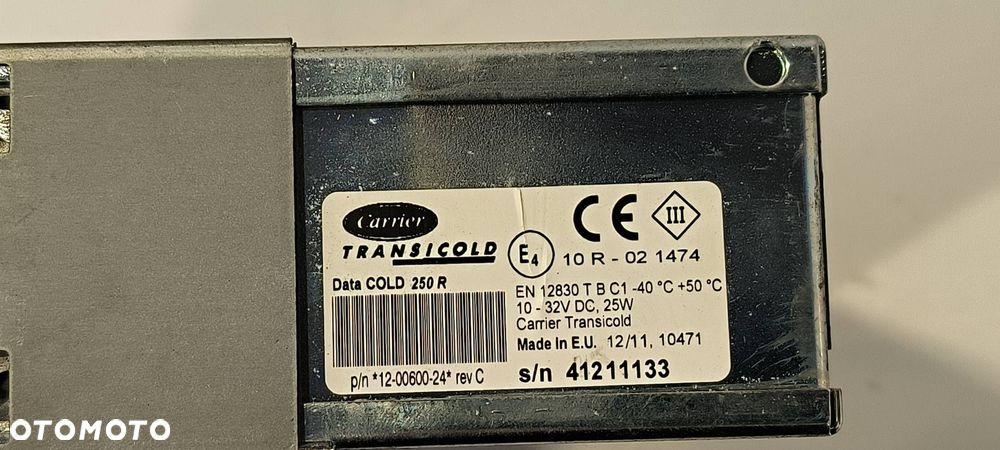 Carrier
TRANSICOLD
Data COLD 250 R
p/n *12-00600-24* rev C
CE
III
E4
10 R - 02 1474
EN 12830 T B C1 -40 °C +50 °C
10 - 32V DC, 25W
Carrier Transicold
Made In E.U. 12/11, 10471
s/n 41211133
OTOMOTO